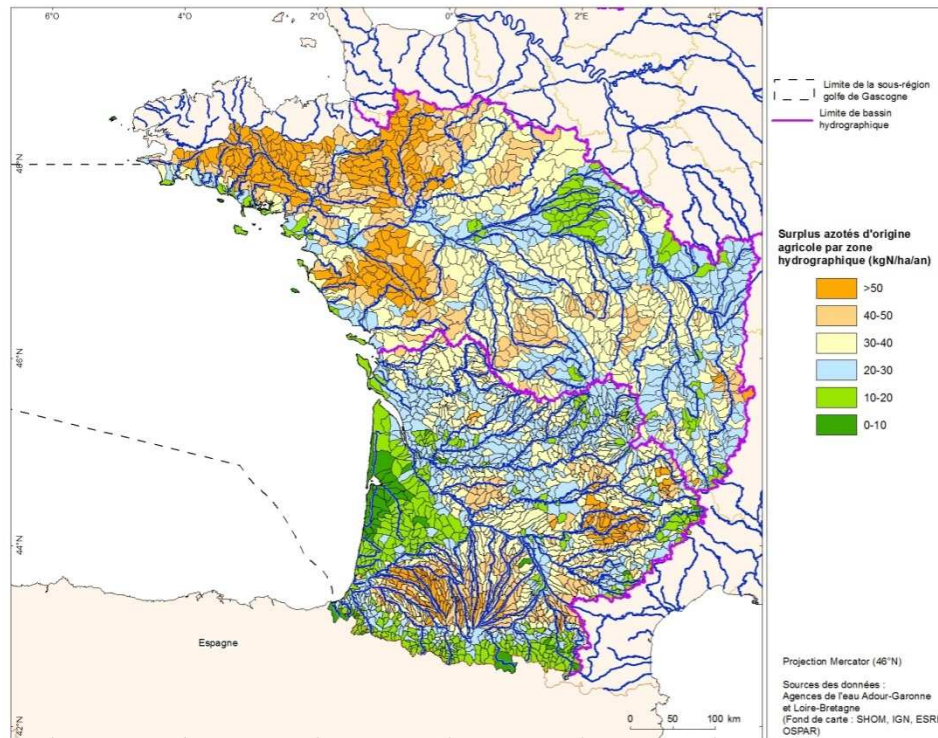 6°O
4°O
2°O
0°
2°E
4°E
48°N
46°N
44°N
42°N
Espagne
0 50 100 km
Limite de la sous-région
golfe de Gascogne
Limite de bassin
hydrographique
Surplus azotés d'origine
agricole par zone
hydrographique (kgN/ha/an)
>50
40-50
30-40
20-30
10-20
0-10
Projection Mercator (46°N)
Sources des données :
Agences de l'eau Adour-Garonne
et Loire-Bretagne
(Fond de carte : SHOM, IGN, ESRI
OSPAR)